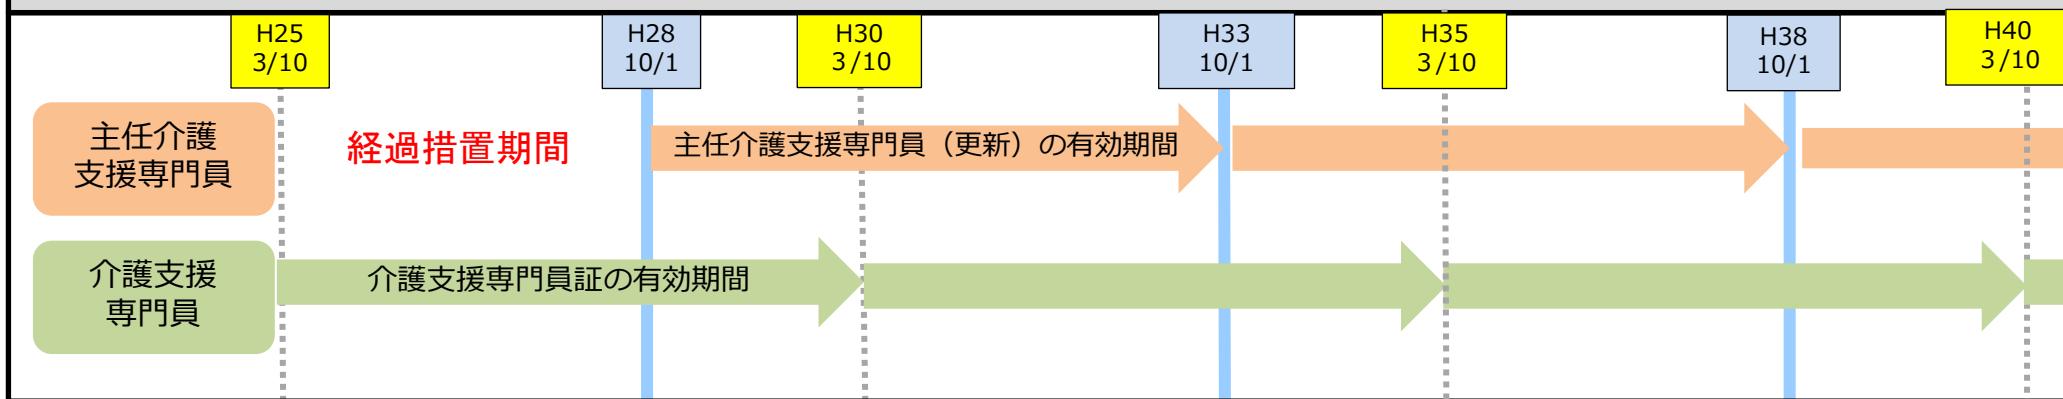 H25
3/10
H28
10/1
H30
3/10
H33
10/1
H35
3/10
H38
10/1
H40
3/10
主任介護
支援専門員
経過措置期間
主任介護支援専門員（更新）の有効期間
介護支援
専門員
介護支援専門員証の有効期間